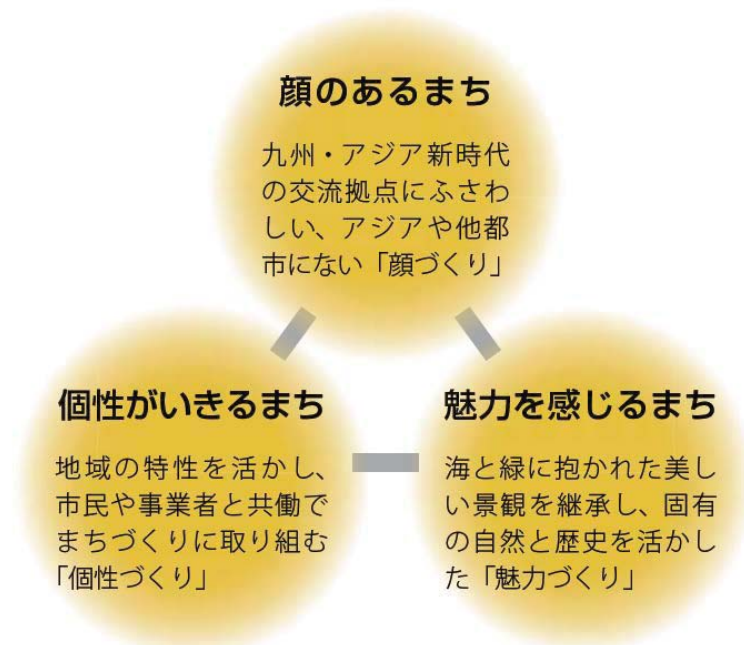 顔のあるまち
九州・アジア新時代
の交流拠点にふさわ
しい、アジアや他都
市にない「顔づくり」
個性がいきるまち
地域の特性を活かし、
市民や事業者と共働で
まちづくりに取り組む
「個性づくり」
魅力を感じるまち
海と緑に抱かれた美し
い景観を継承し、固有
の自然と歴史を活かし
た「魅力づくり」